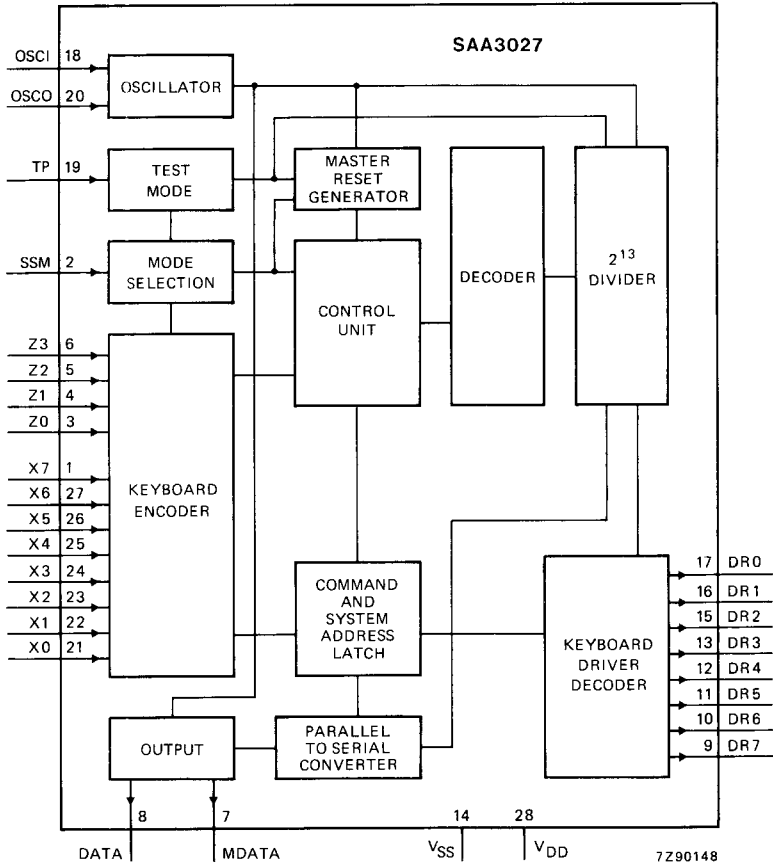 SAA3027
OSCI 18
OSCO 20
OSCILLATOR
TP 19
TEST
MODE
MASTER
RESET
GENERATOR
SSM 2
MODE
SELECTION
CONTROL
UNIT
DECODER
2^13
DIVIDER
Z3 6
Z2 5
Z1 4
Z0 3
X7 1
X6 27
X5 26
X4 25
X3 24
X2 23
X1 22
X0 21
KEYBOARD
ENCODER
COMMAND
AND
SYSTEM
ADDRESS
LATCH
KEYBOARD
DRIVER
DECODER
17 DR0
16 DR1
15 DR2
13 DR3
12 DR4
11 DR5
10 DR6
9 DR7
OUTPUT
PARALLEL
TO SERIAL
CONVERTER
8 7 14 28
DATA MDATA VSS VDD
7Z90148